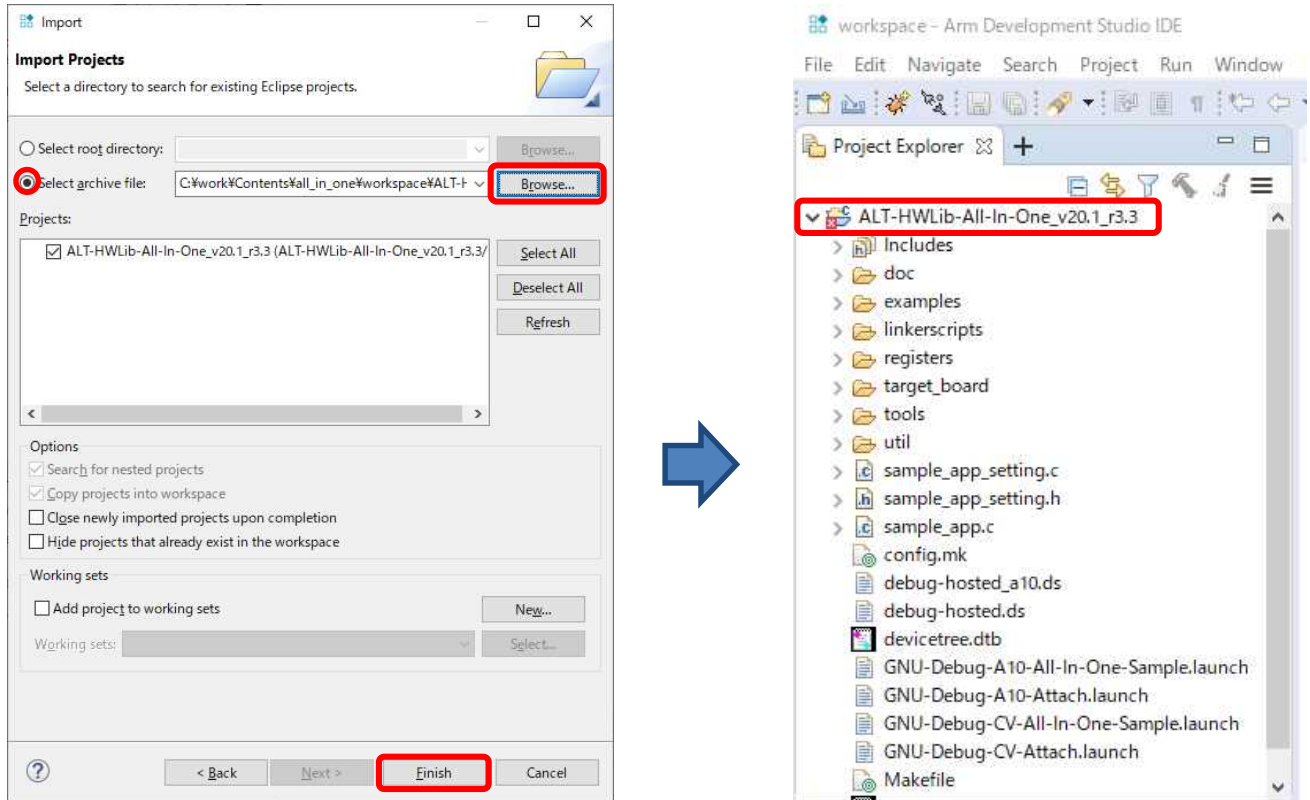 Import
Import Projects
Select a directory to search for existing Eclipse projects.
Select root directory:
Browse...
Select archive file:
C:¥work¥Contents¥all_in_one¥workspace¥ALT-H
Browse...
Projects:
ALT-HWLib-All-In-One_v20.1_r3.3 (ALT-HWLib-All-In-One_v20.1_r3.3/
Select All
Deselect All
Refresh
Options
Search for nested projects
Copy projects into workspace
Close newly imported projects upon completion
Hide projects that already exist in the workspace
Working sets
Add project to working sets
New...
Working sets:
Select...
?
< Back
Next >
Finish
Cancel
workspace - Arm Development Studio IDE
File Edit Navigate Search Project Run Window
Project Explorer
ALT-HWLib-All-In-One_v20.1_r3.3
Includes
doc
examples
linkerscripts
registers
target_board
tools
util
sample_app_setting.c
sample_app_setting.h
sample_app.c
config.mk
debug-hosted_a10.ds
debug-hosted.ds
devicetree.dtb
GNU-Debug-A10-All-In-One-Sample.launch
GNU-Debug-A10-Attach.launch
GNU-Debug-CV-All-In-One-Sample.launch
GNU-Debug-CV-Attach.launch
Makefile